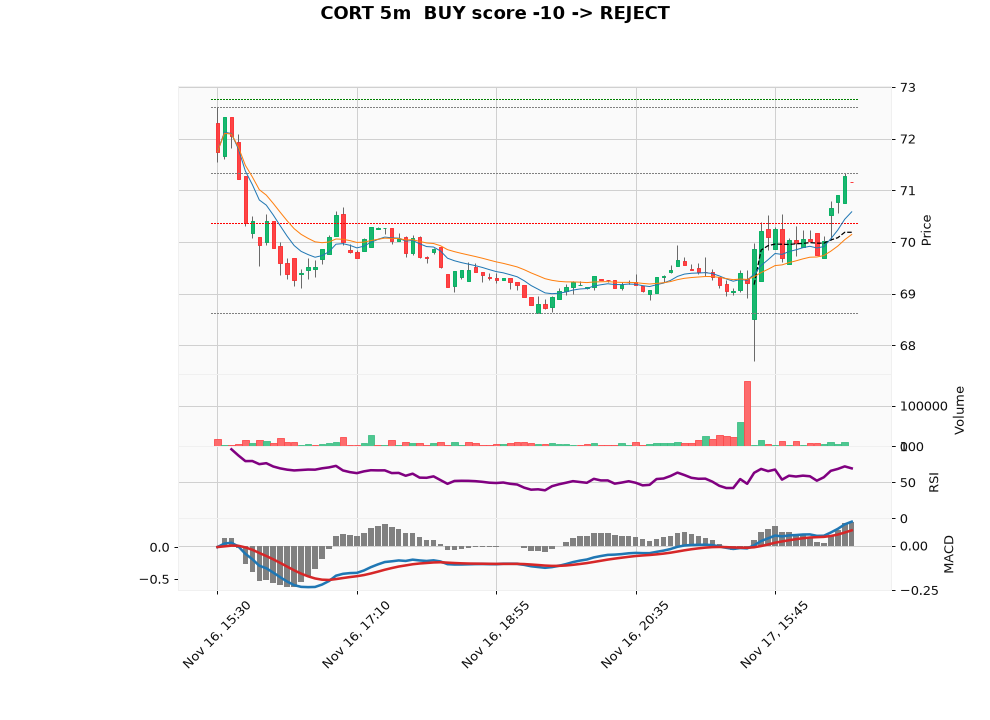 CORT 5m  BUY score -10 -> REJECT
73
72
71
70
69
68
Price
100000
0
Volume
100
50
0
RSI
0.0
−0.5
0.00
−0.25
MACD
Nov 16, 15:30
Nov 16, 17:10
Nov 16, 18:55
Nov 16, 20:35
Nov 17, 15:45